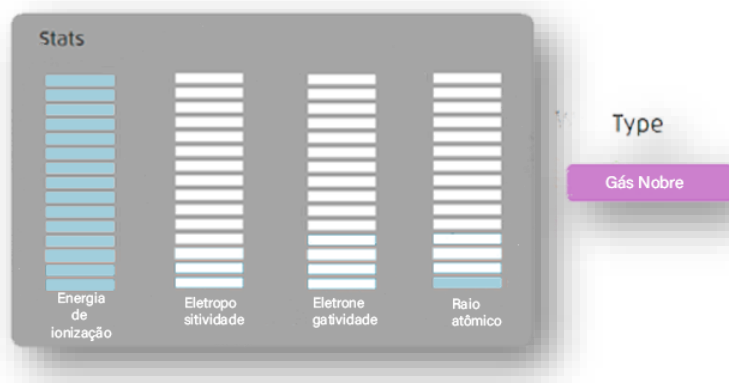 Stats
Energia
de
ionização
Eletropo
sitividade
Eletrone
gatividade
Raio
atômico
Type
Gás Nobre